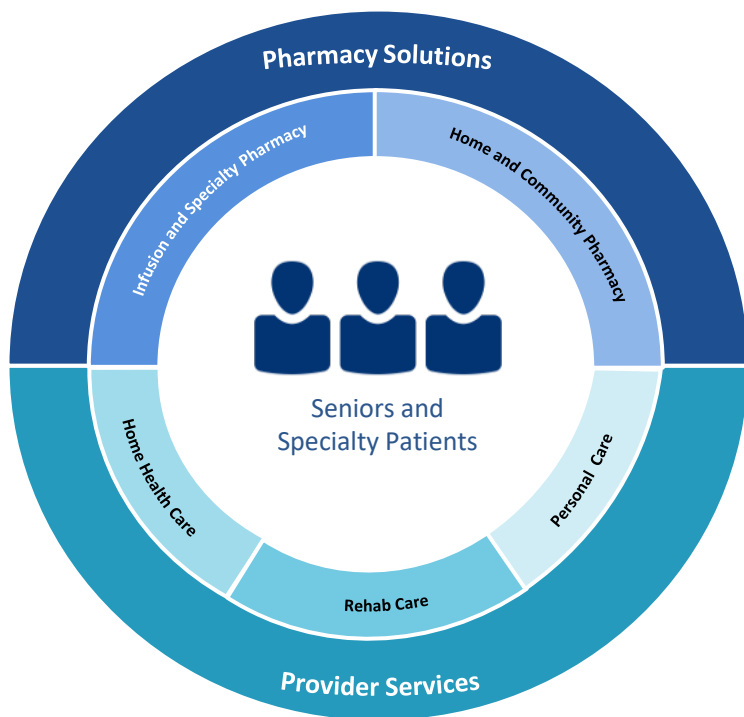 Pharmacy Solutions
Infusion and Specialty Pharmacy
Home and Community Pharmacy
Seniors and
Specialty Patients
Home Health Care
Personal Care
Rehab Care
Provider Services